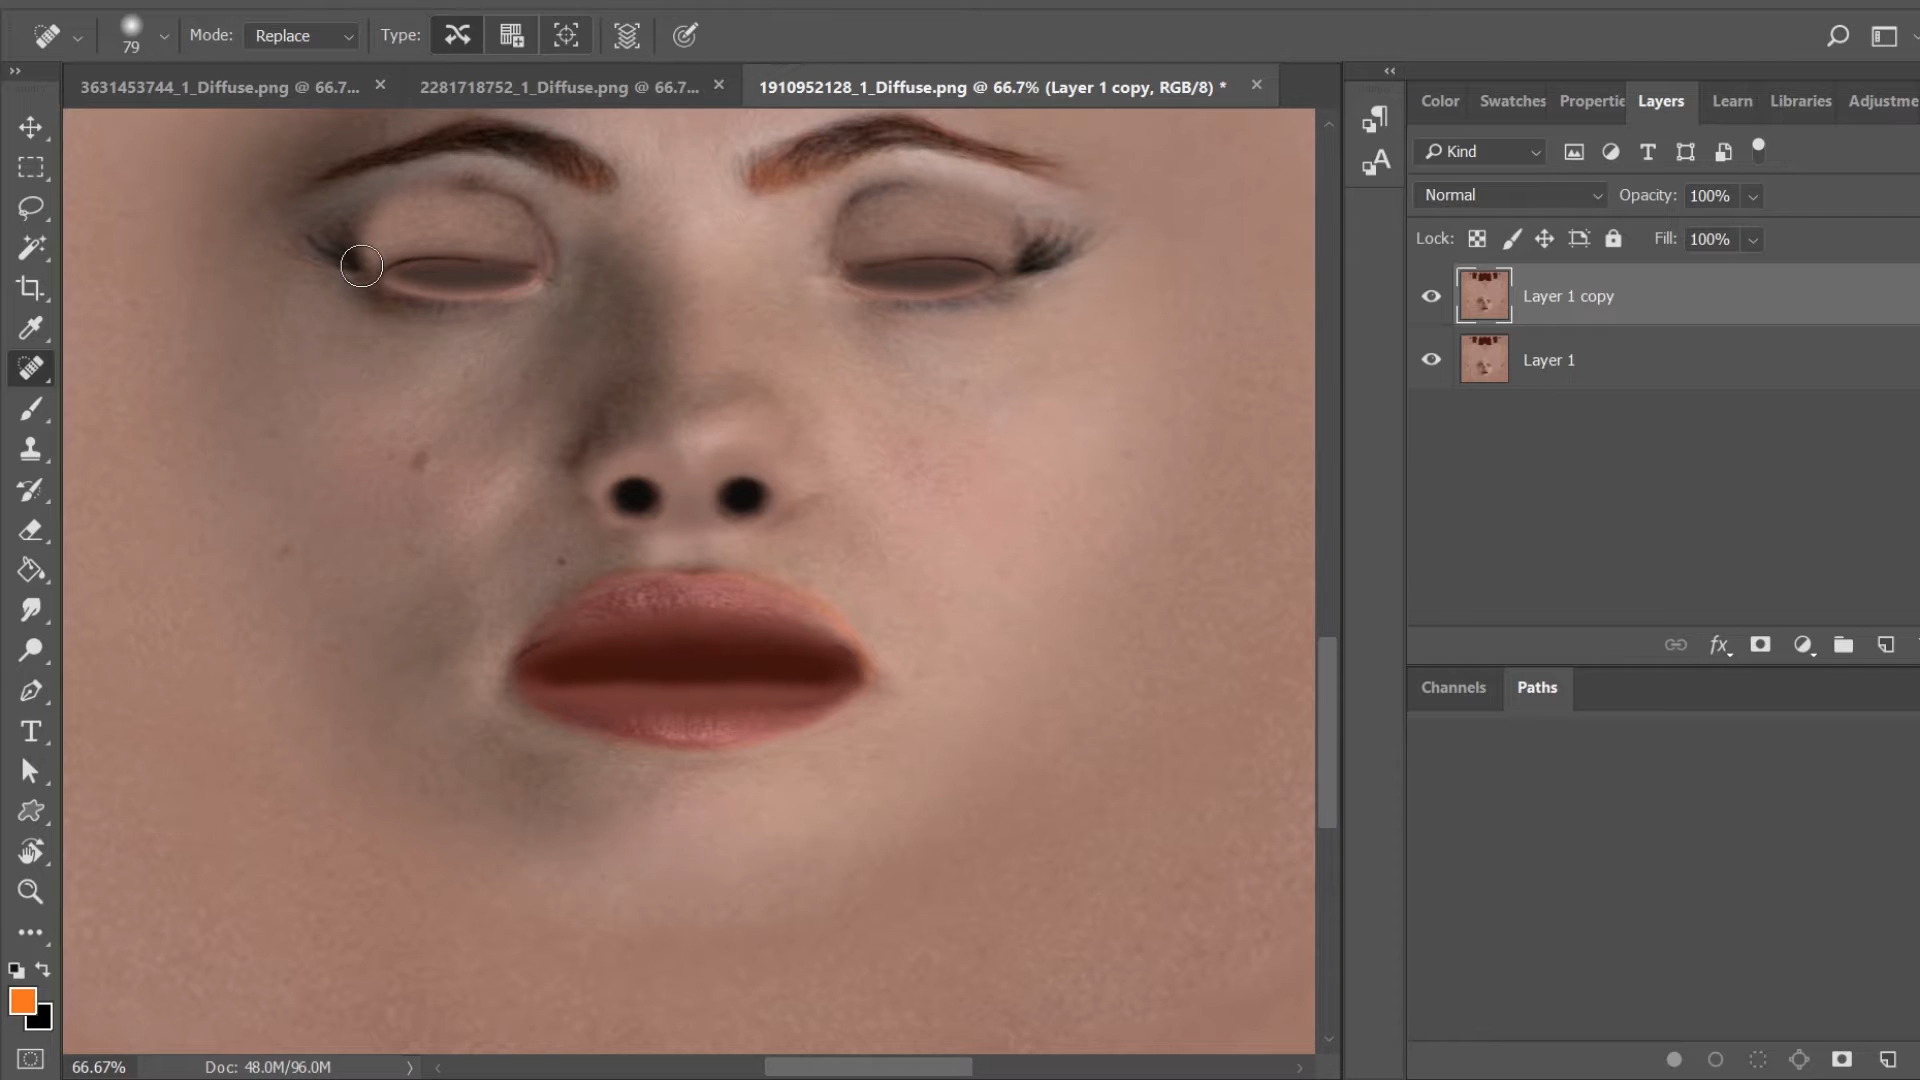 79
Mode: Replace Type:
3631453744_1_Diffuse.png @ 66.7... 2281718752_1_Diffuse.png @ 66.7... 1910952128_1_Diffuse.png @ 66.7% (Layer 1 copy, RGB/8) *
Color Swatches Propertie Layers Learn Libraries Adjustme
Kind
Normal Opacity: 100%
Lock: Fill: 100%
Layer 1 copy
Layer 1
fx
Channels Paths
66.67% Doc: 48.0M/96.0M